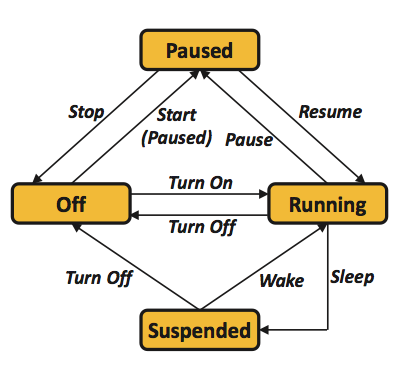 Paused
Stop
Start
(Paused)
Pause
Resume
Off
Turn On
Turn Off
Running
Turn Off
Wake
Sleep
Suspended